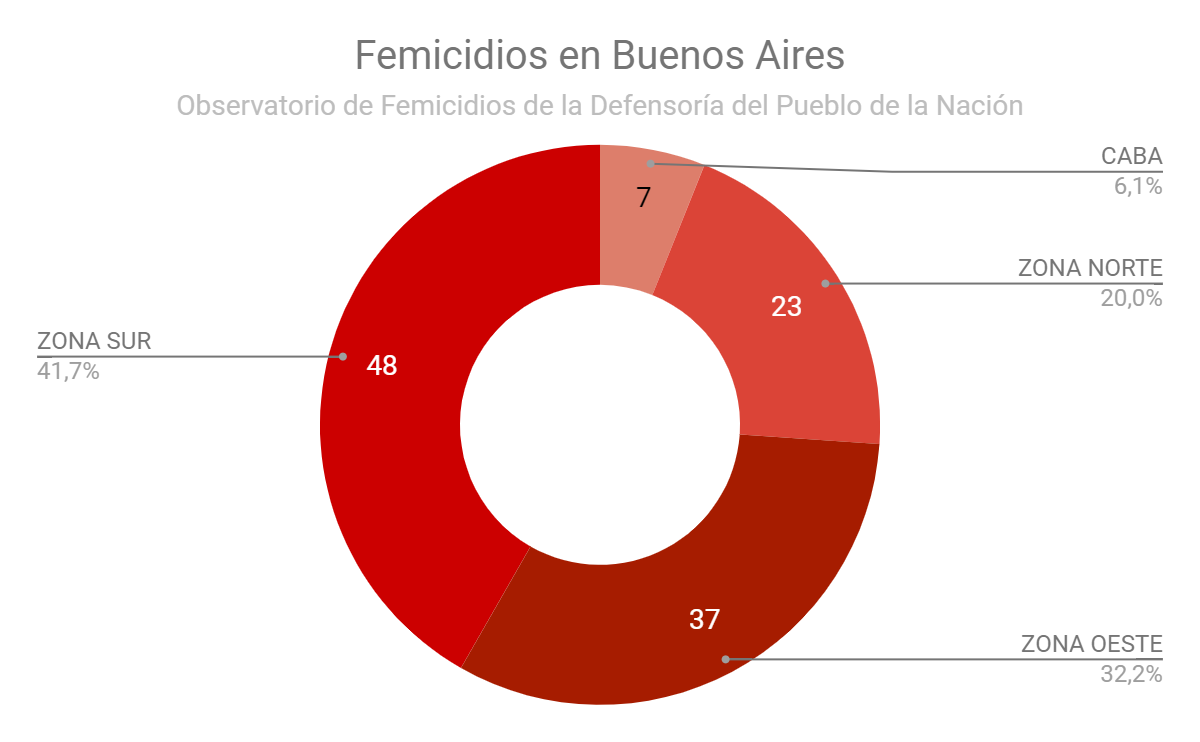 Femicidios en Buenos Aires
Observatorio de Femicidios de la Defensoría del Pueblo de la Nación
CABA
6,1%
7
ZONA NORTE
20,0%
23
ZONA SUR
41,7%
48
37
ZONA OESTE
32,2%